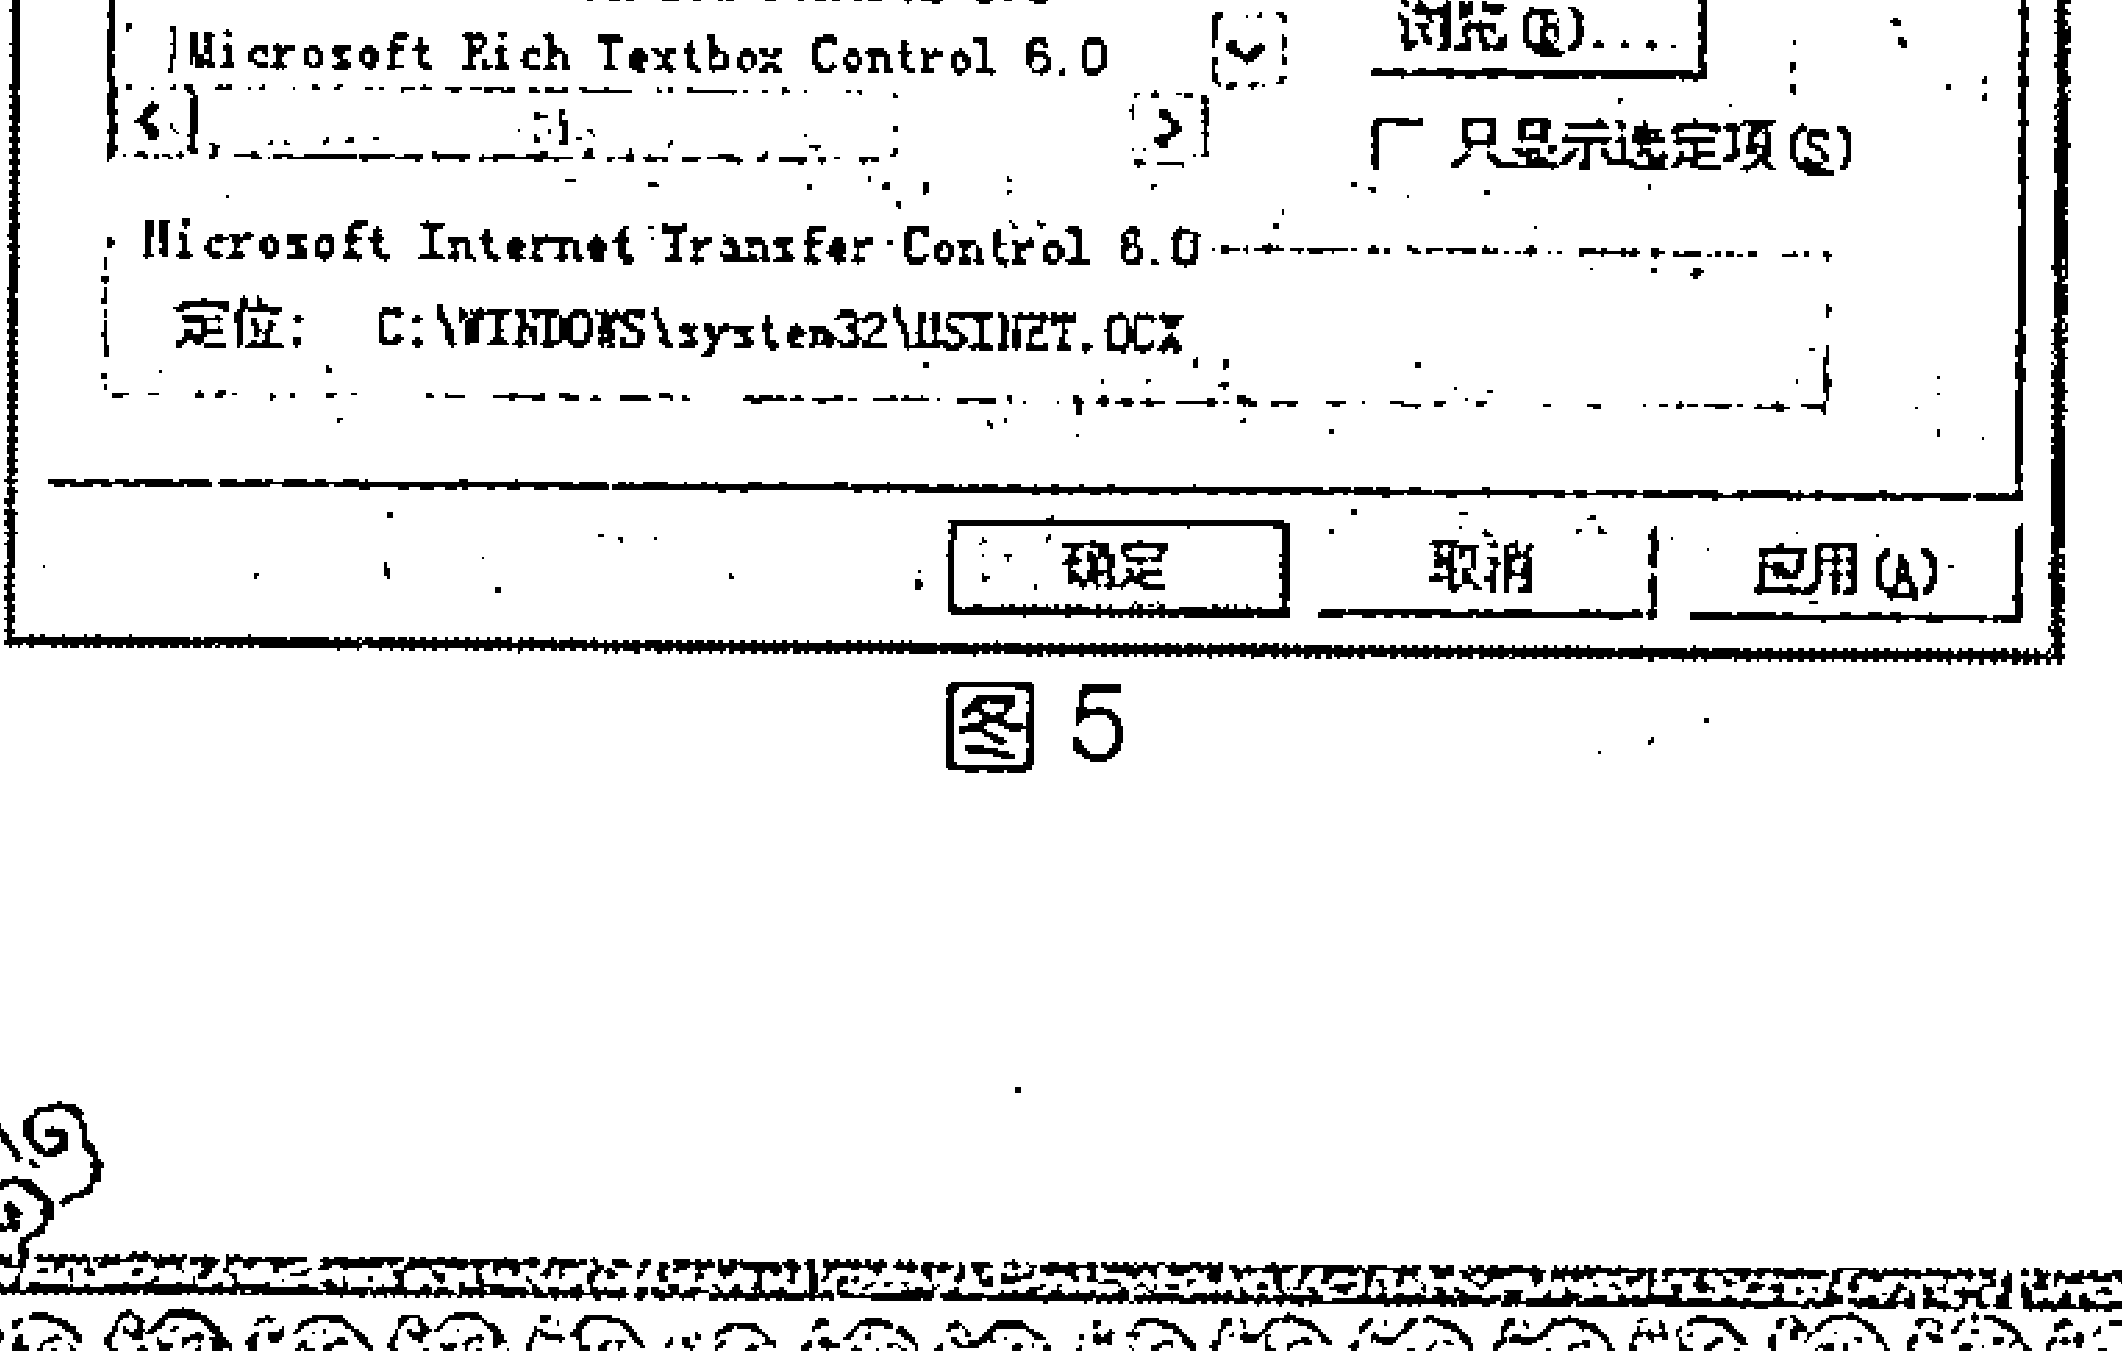 Microsoft Rich Textbox Control 6.0
浏览(B)...
只显示选定项(S)
Microsoft Internet Transfer Control 6.0
定位: C:\WINDOWS\system32\MSINET.OCX
确定 取消 应用(A)
图 5